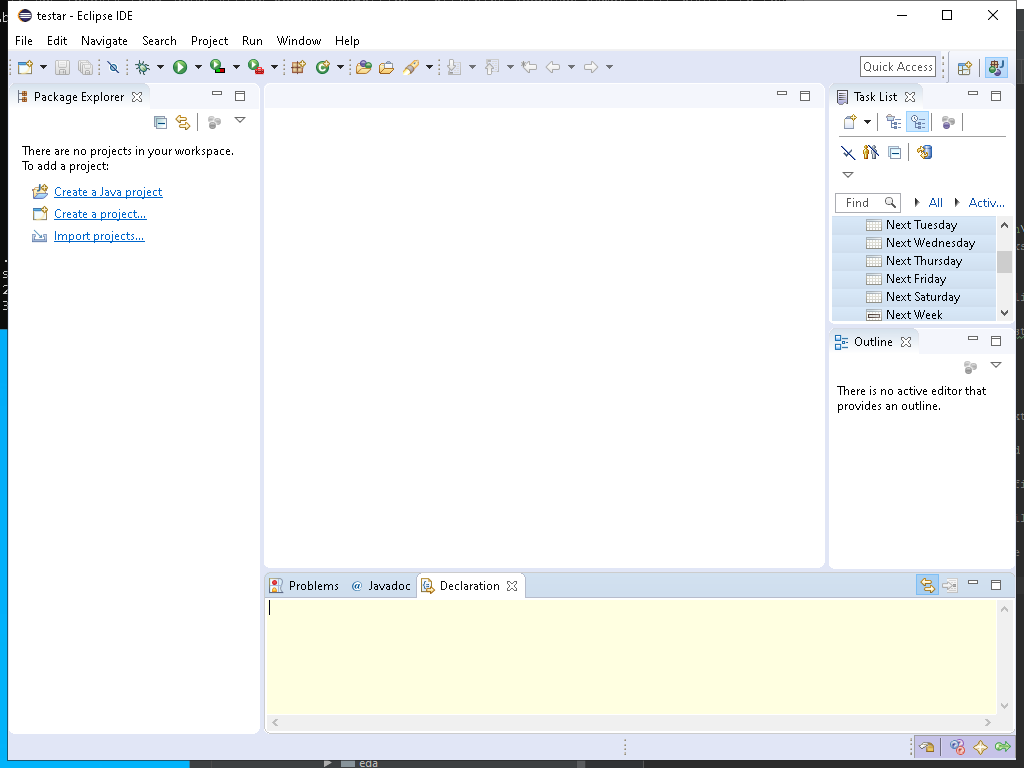 testar - Eclipse IDE
File Edit Navigate Search Project Run Window Help
Quick Access
Package Explorer
There are no projects in your workspace.
To add a project:
Create a Java project
Create a project...
Import projects...
Task List
Find
All
Activ...
Next Tuesday
Next Wednesday
Next Thursday
Next Friday
Next Saturday
Next Week
Outline
There is no active editor that
provides an outline.
Problems
@ Javadoc
Declaration
eda